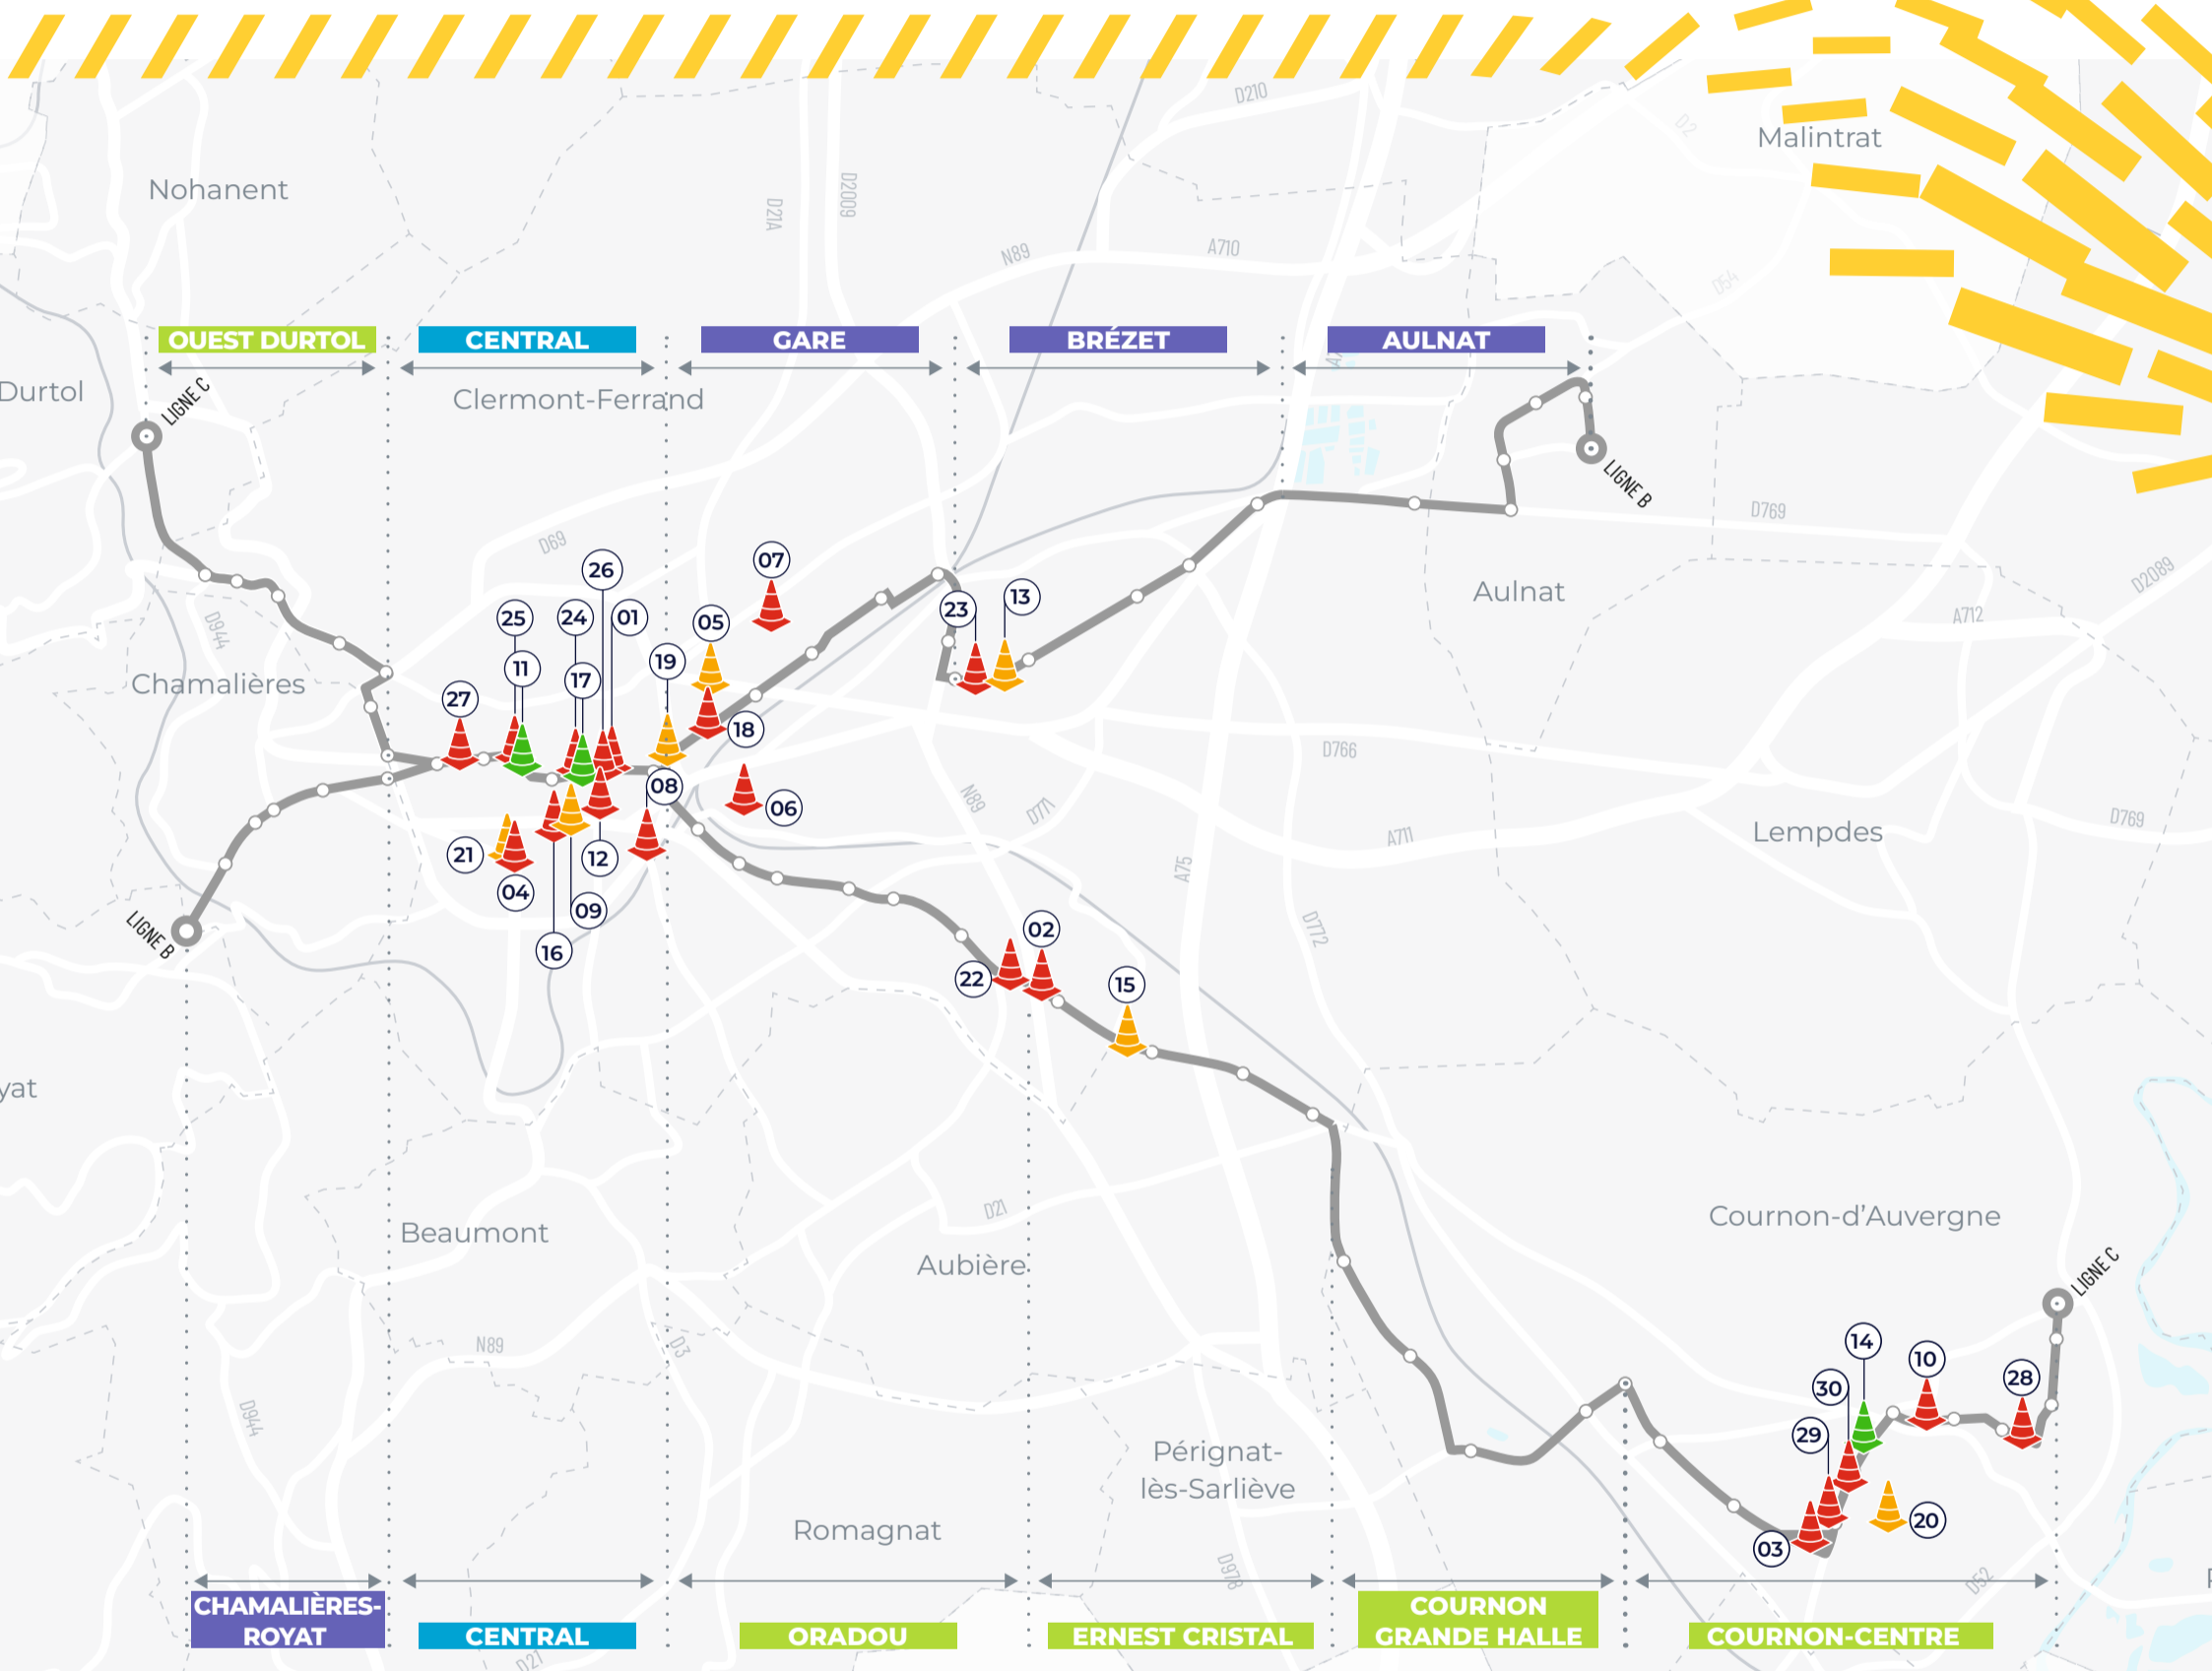 D210
D2
Malintrat
Nohanent
D21A
D2009
N89
A710
D54
OUEST DURTOL
CENTRAL
GARE
BRÉZET
AULNAT
Durtol
LIGNE C
Clermont-Ferrand
LIGNE B
D769
D69
07
26
D2089
Aulnat
23
13
A712
25
24
01
05
D944
11
19
17
Chamalières
27
18
D766
08
06
N89
D771
A711
Lempdes
D769
21
12
A75
04
09
LIGNE B
16
02
D772
22
15
yat
D21
Cournon-d'Auvergne
Beaumont
Aubière
LIGNE C
N89
D3
14
10
30
28
D944
29
Pérignat-
lès-Sarliève
20
Romagnat
03
D978
D52
CHAMALIÈRES-
ROYAT
CENTRAL
ORADOU
ERNEST CRISTAL
COURNON
GRANDE HALLE
COURNON-CENTRE
D21